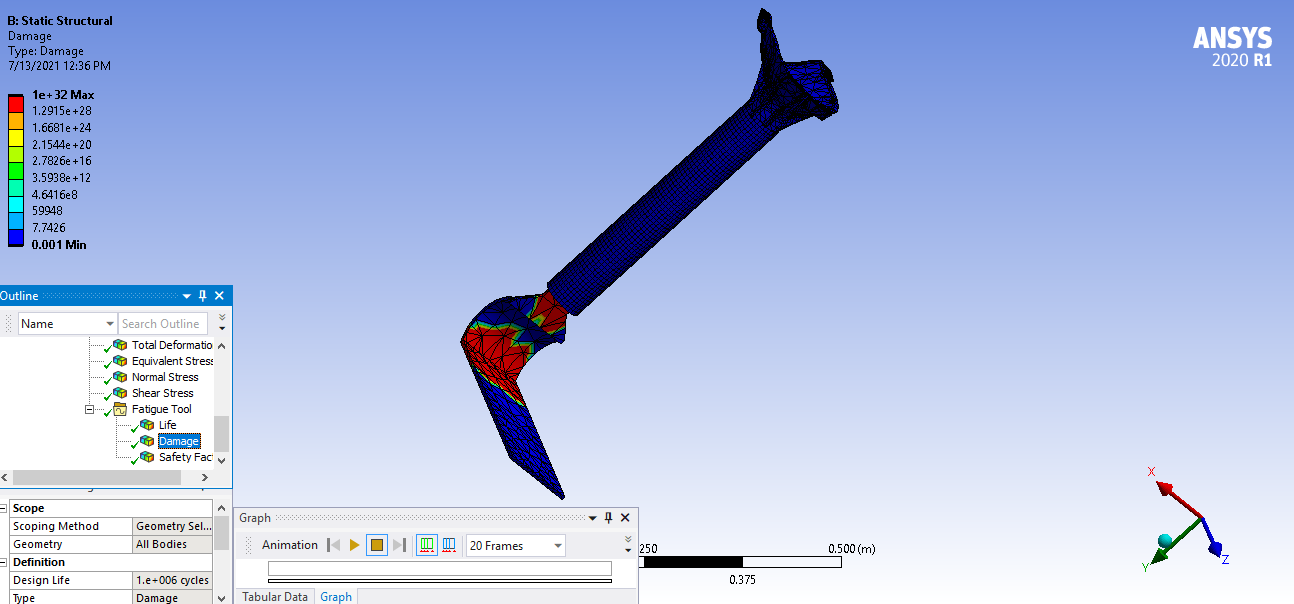 B: Static Structural
Damage
Type: Damage
7/13/2021 12:36 PM
1e+32 Max
1.2915e+28
1.6681e+24
2.1544e+20
2.7826e+16
3.5938e+12
4.6416e8
59948
7.7426
0.001 Min
ANSYS
2020 R1
Outline
Name
Search Outline
Total Deformatio
Equivalent Stress
Normal Stress
Shear Stress
Fatigue Tool
Life
Damage
Safety Fac
Scope
Scoping Method Geometry Sel...
Geometry All Bodies
Definition
Design Life 1.e+006 cycles
Type Damage
Graph
Animation 20 Frames
Tabular Data Graph
250 0.500 (m)
0.375
X
Y
Z